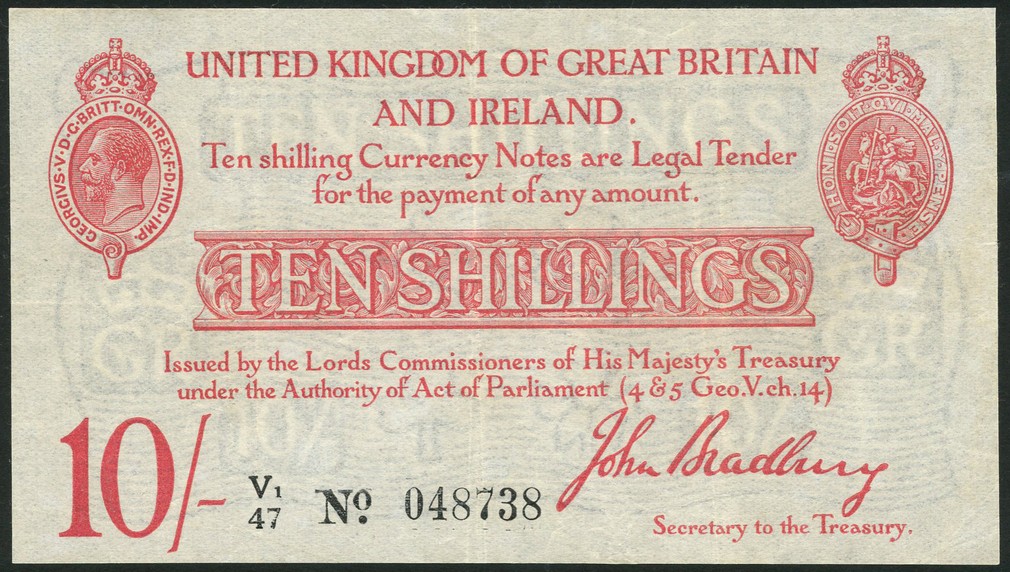 UNITED KINGDOM OF GREAT BRITAIN
AND IRELAND.
GEORGIVS·V·D·G·BRITT·OMN·REX·F·D·IND·IMP.
HONI·SOIT·QVI·MAL·Y·PENSE
Ten shilling Currency Notes are Legal Tender
for the payment of any amount.
TEN SHILLINGS
Issued by the Lords Commissioners of His Majesty's Treasury
under the Authority of Act of Parliament (4 & 5 Geo.V.ch.14)
10/-
V1
47
No. 048738
John Bradbury
Secretary to the Treasury.